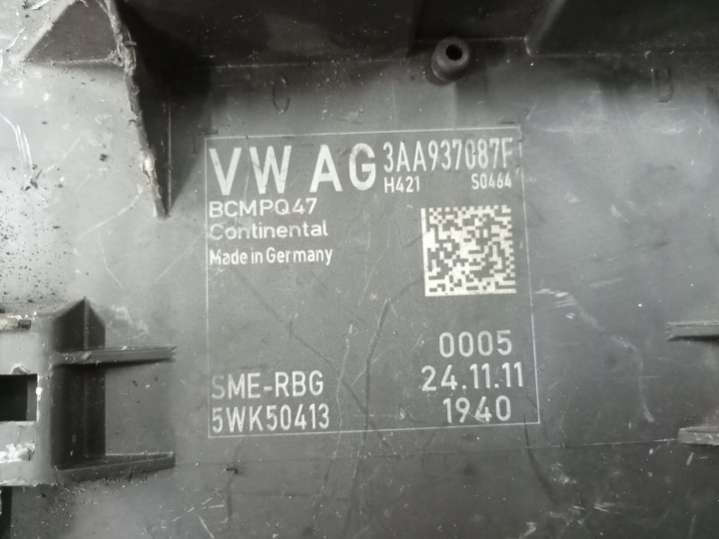 VW AG 3AA937087F
H421 S0464
BCMPQ47
Continental
Made in Germany
0005
SME-RBG 24.11.11
5WK50413 1940